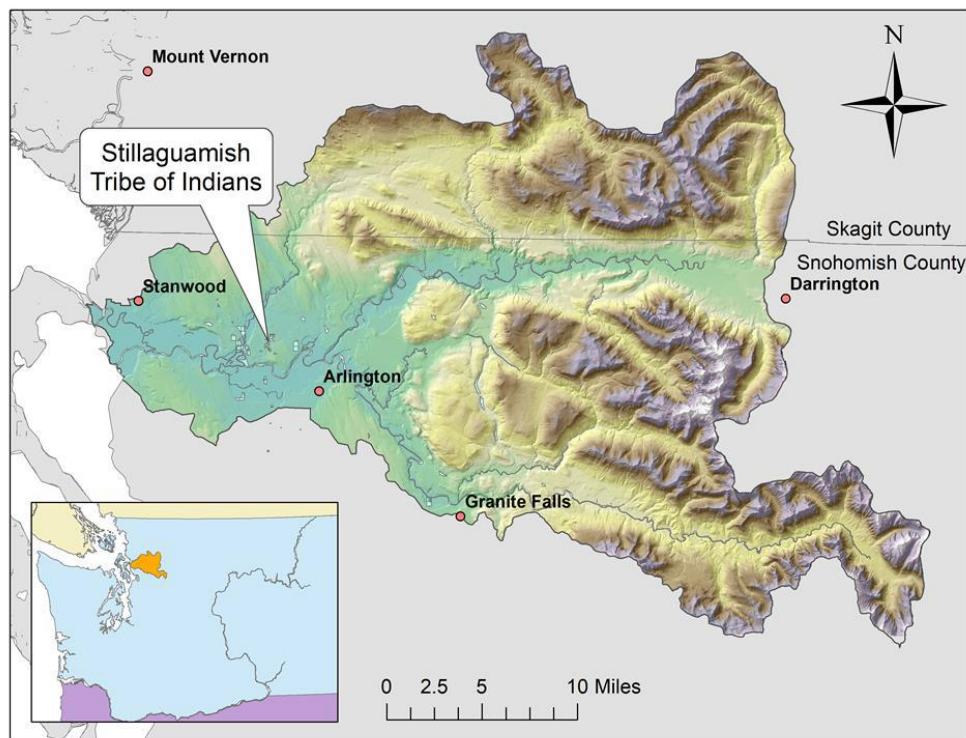 Mount Vernon
N
Stillaguamish
Tribe of Indians
Skagit County
Snohomish County
Stanwood
Darrington
Arlington
Granite Falls
0 2.5 5 10 Miles